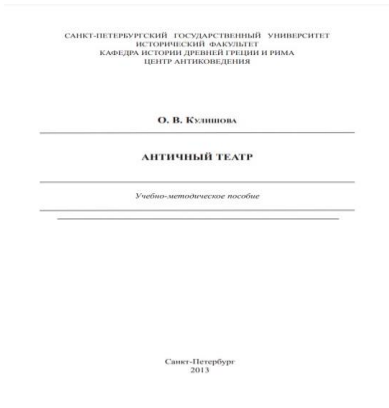 САНКТ-ПЕТЕРБУРГСКИЙ ГОСУДАРСТВЕННЫЙ УНИВЕРСИТЕТ
ИСТОРИЧЕСКИЙ ФАКУЛЬТЕТ
КАФЕДРА ИСТОРИИ ДРЕВНЕЙ ГРЕЦИИ И РИМА
ЦЕНТР АНТИКОВЕДЕНИЯ
О. В. КУЛИШОВА
АНТИЧНЫЙ ТЕАТР
Учебно-методическое пособие
Санкт-Петербург
2013